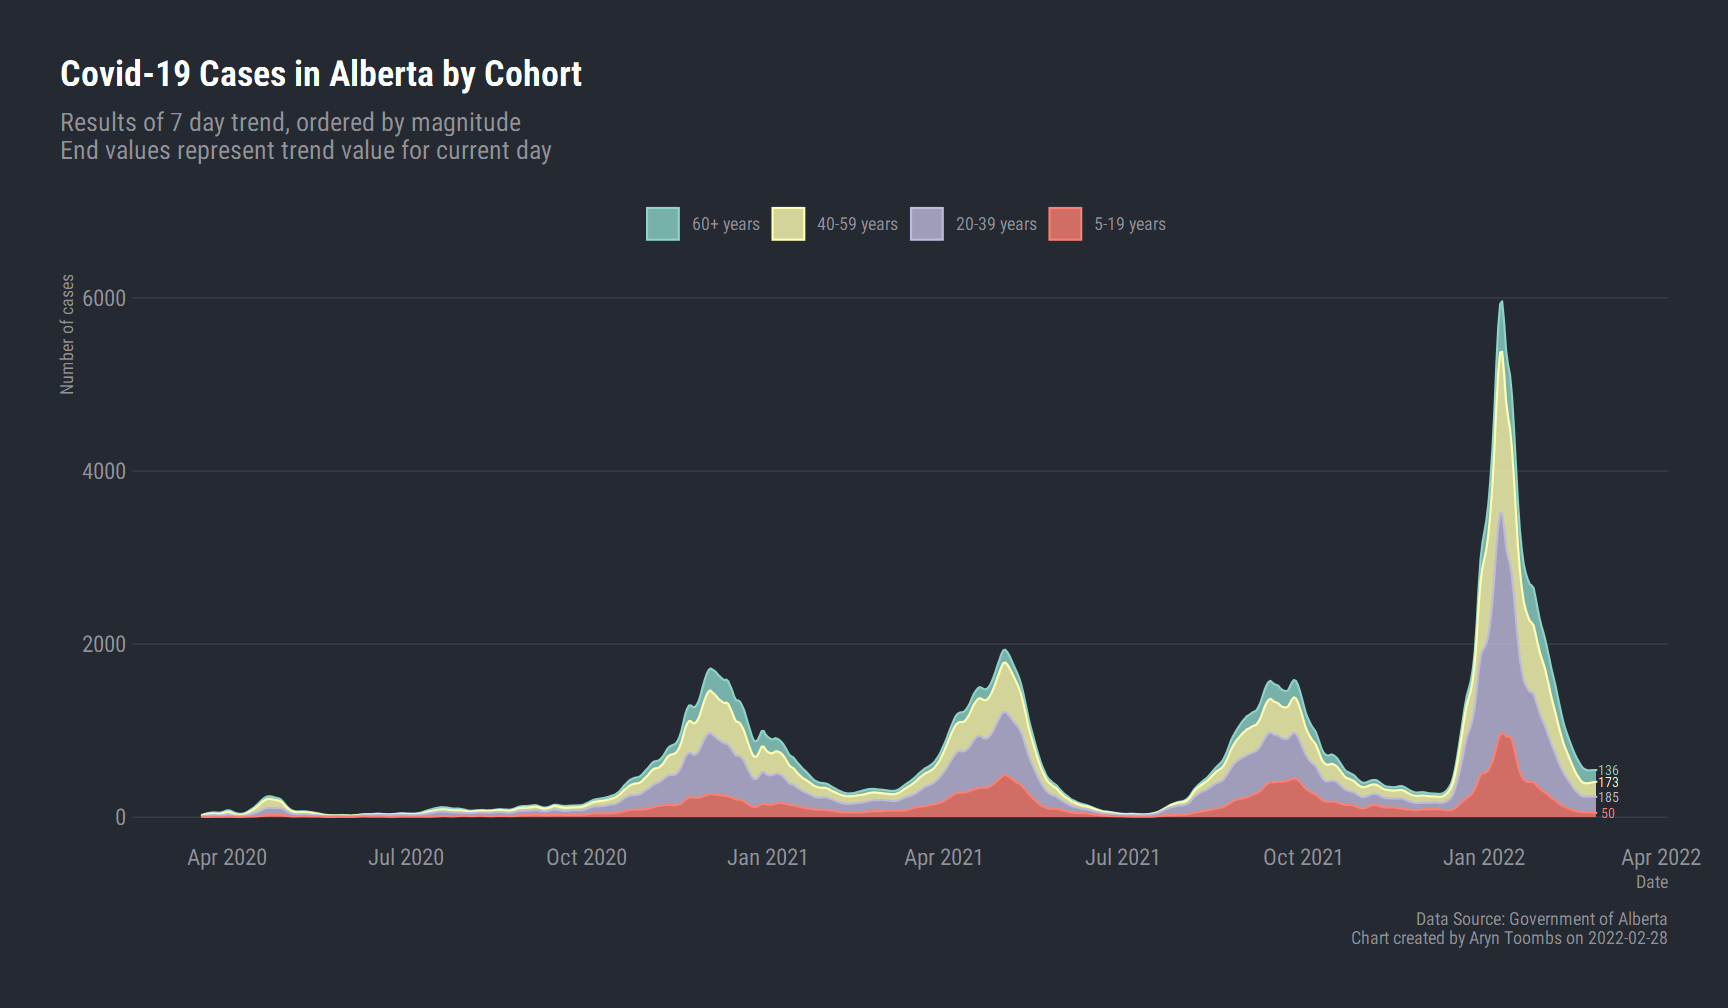 Covid-19 Cases in Alberta by Cohort
Results of 7 day trend, ordered by magnitude
End values represent trend value for current day
60+ years 40-59 years 20-39 years 5-19 years
Number of cases
6000
4000
2000
0
136
173
185
50
Apr 2020 Jul 2020 Oct 2020 Jan 2021 Apr 2021 Jul 2021 Oct 2021 Jan 2022 Apr 2022
Date
Data Source: Government of Alberta
Chart created by Aryn Toombs on 2022-02-28